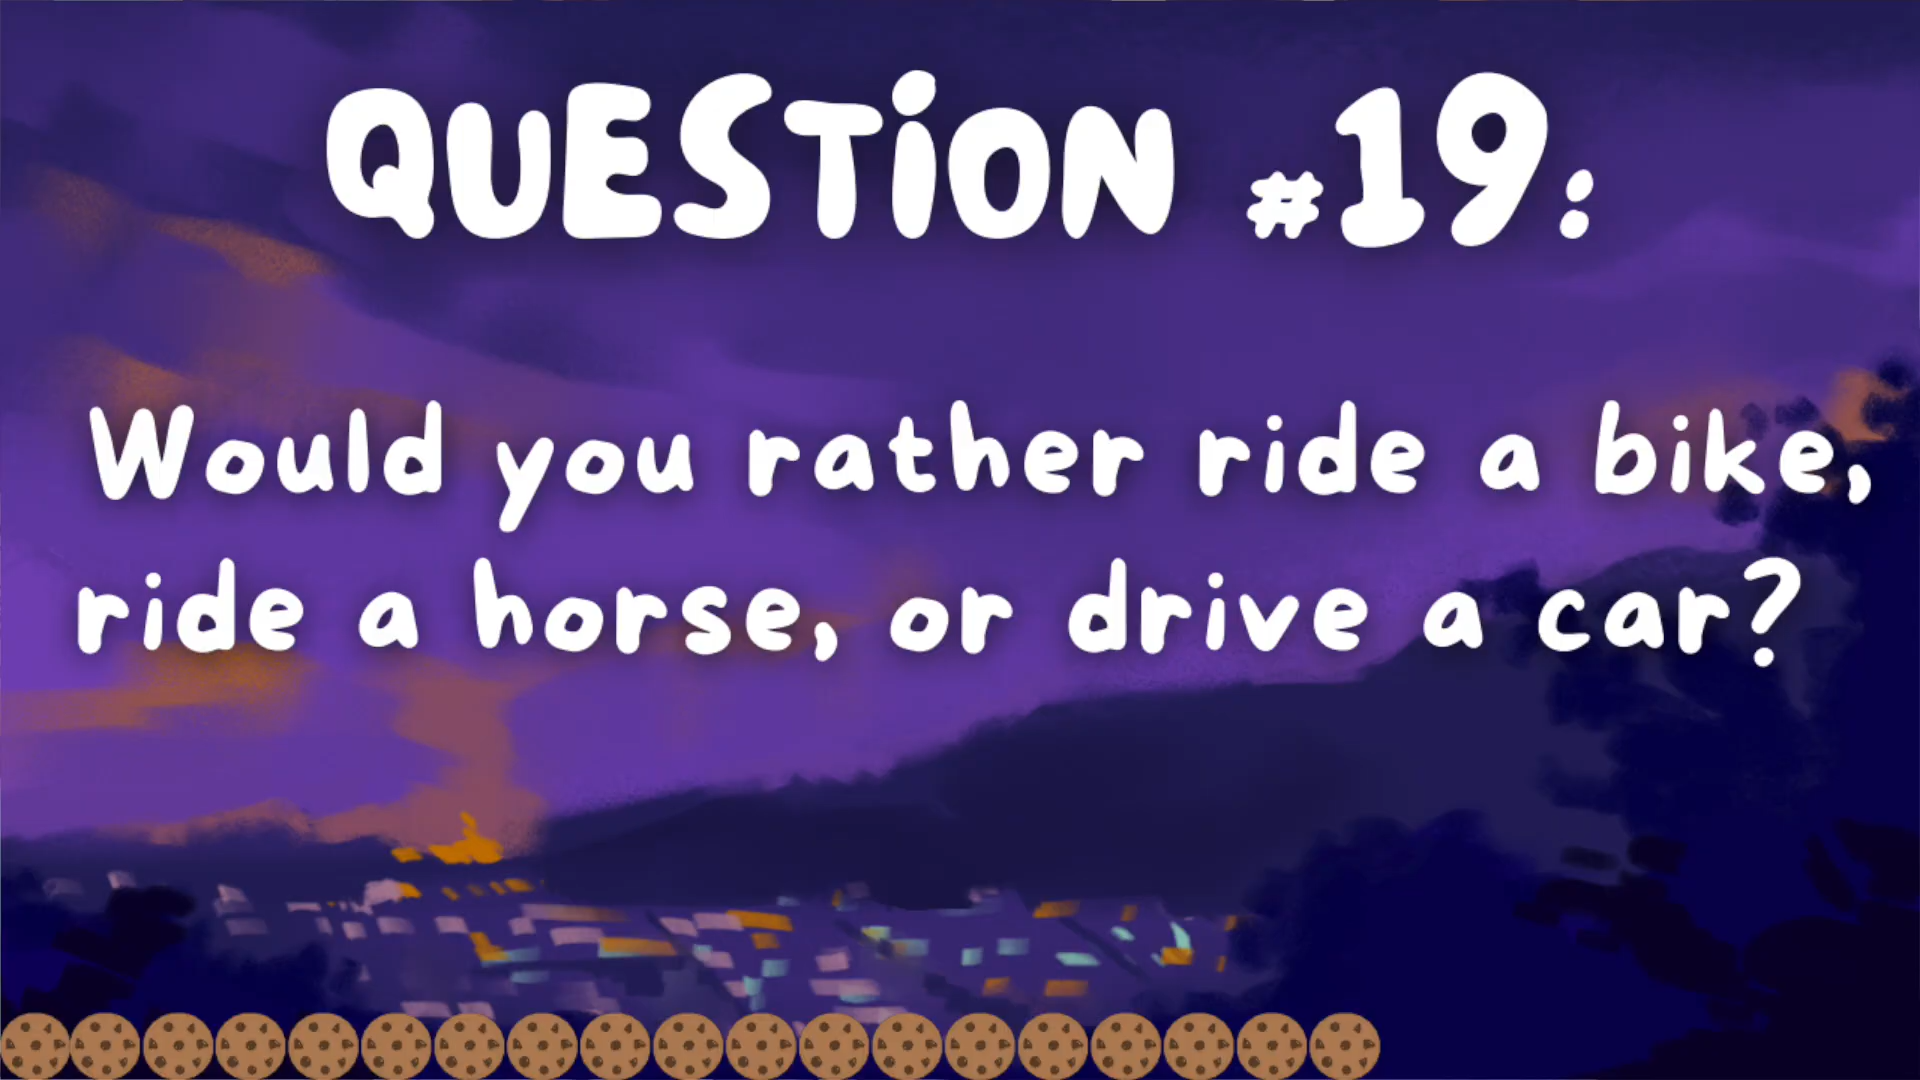 QUESTION #19:
Would you rather ride a bike,
ride a horse, or drive a car?